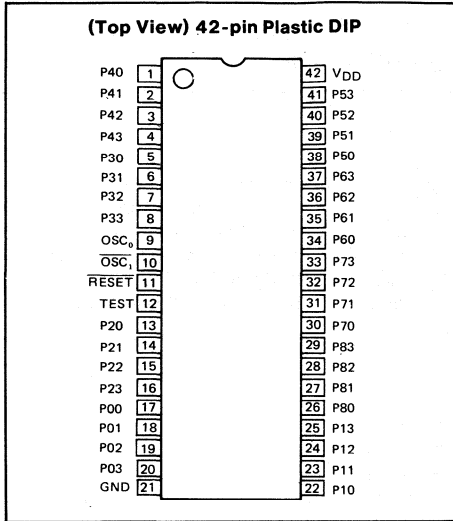 (Top View) 42-pin Plastic DIP
P40 1 42 VDD
P41 2 41 P53
P42 3 40 P52
P43 4 39 P51
P30 5 38 P50
P31 6 37 P63
P32 7 36 P62
P33 8 35 P61
OSC₀ 9 34 P60
OSC₁ 10 33 P73
RESET 11 32 P72
TEST 12 31 P71
P20 13 30 P70
P21 14 29 P83
P22 15 28 P82
P23 16 27 P81
P00 17 26 P80
P01 18 25 P13
P02 19 24 P12
P03 20 23 P11
GND 21 22 P10